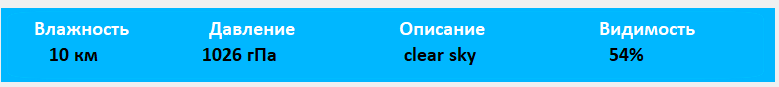 Влажность Давление Описание Видимость
10 км 1026 гПа clear sky 54%